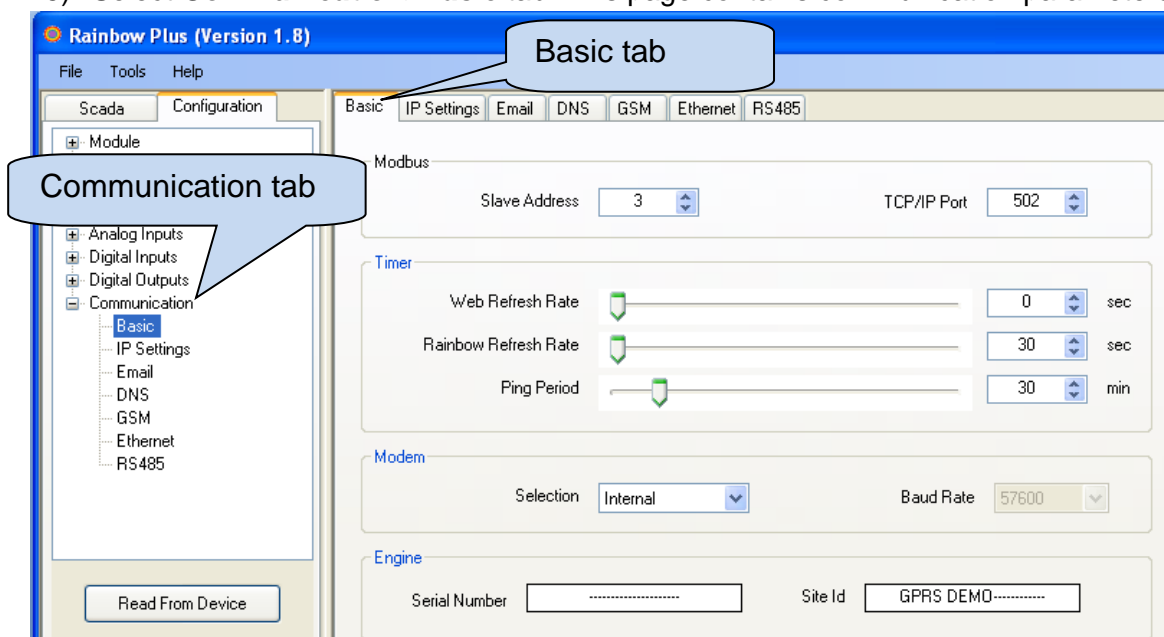 Rainbow Plus (Version 1.8)
Basic tab
File Tools Help
Scada Configuration
Basic IP Settings Email DNS GSM Ethernet RS485
Module
Communication tab
Analog Inputs
Digital Inputs
Digital Outputs
Communication
Basic
IP Settings
Email
DNS
GSM
Ethernet
RS485
Read From Device
Modbus
Slave Address 3 TCP/IP Port 502
Timer
Web Refresh Rate 0 sec
Rainbow Refresh Rate 30 sec
Ping Period 30 min
Modem
Selection Internal Baud Rate 57600
Engine
Serial Number -------------------- Site Id GPRS DEMO------------